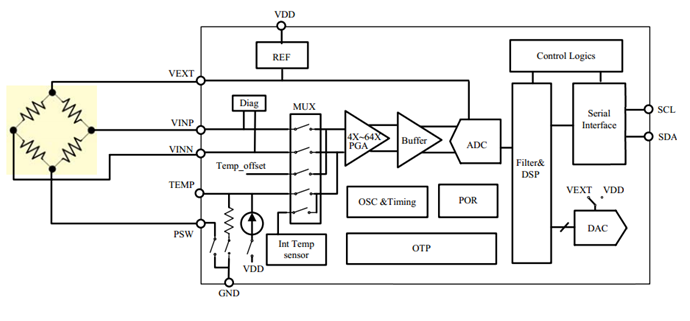 VDD
REF
Control Logics
VEXT
Diag
MUX
VINP
4X~64X
PGA
Buffer
ADC
Serial
Interface
SCL
SDA
VINN
Temp_offset
Filter&
DSP
TEMP
OSC &Timing
POR
VEXT VDD
DAC
PSW
Int Temp
sensor
OTP
VDD
GND